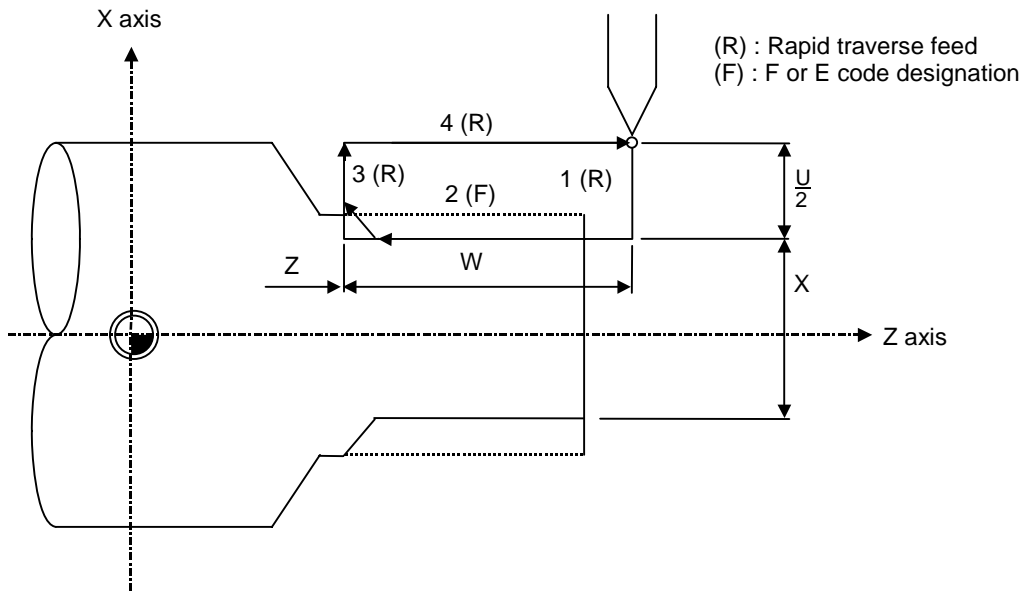 X axis
(R) : Rapid traverse feed
(F) : F or E code designation
4 (R)
3 (R)
1 (R)
U
2
2 (F)
Z
W
X
Z axis